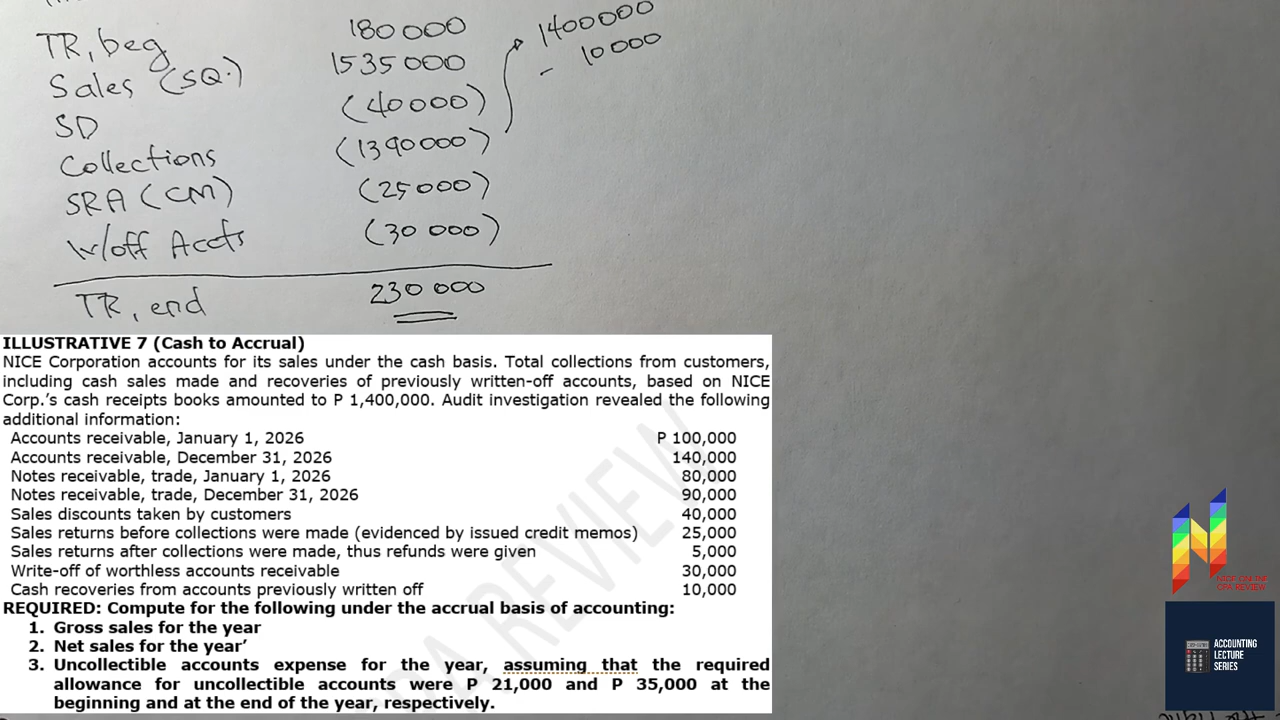 TR, beg 180 000
Sales (SQ.) 1535 000
SD (40000)
Collections (1390000)
1400000
- 10000
SRA (CM) (25000)
W/off Accts (30 000)
TR, end 230 000
ILLUSTRATIVE 7 (Cash to Accrual)
NICE Corporation accounts for its sales under the cash basis. Total collections from customers,
including cash sales made and recoveries of previously written-off accounts, based on NICE
Corp.'s cash receipts books amounted to P 1,400,000. Audit investigation revealed the following
additional information:
Accounts receivable, January 1, 2026 P 100,000
Accounts receivable, December 31, 2026 140,000
Notes receivable, trade, January 1, 2026 80,000
Notes receivable, trade, December 31, 2026 90,000
Sales discounts taken by customers 40,000
Sales returns before collections were made (evidenced by issued credit memos) 25,000
Sales returns after collections were made, thus refunds were given 5,000
Write-off of worthless accounts receivable 30,000
Cash recoveries from accounts previously written off 10,000
REQUIRED: Compute for the following under the accrual basis of accounting:
1. Gross sales for the year
2. Net sales for the year'
3. Uncollectible accounts expense for the year, assuming that the required
allowance for uncollectible accounts were P 21,000 and P 35,000 at the
beginning and at the end of the year, respectively.
PA REVIEW
NICE ONLINE
CPA REVIEW
ACCOUNTING
LECTURE
SERIES